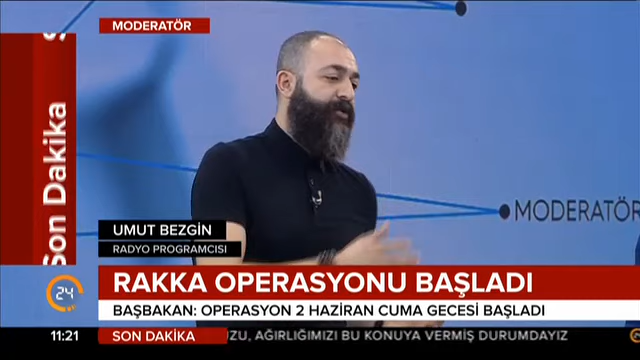 MODERATÖR
Son Dakika
MODERATÖR
UMUT BEZGİN
RADYO PROGRAMCISI
RAKKA OPERASYONU BAŞLADI
24
BAŞBAKAN: OPERASYON 2 HAZİRAN CUMA GECESİ BAŞLADI
11:21
SON DAKİKA
AĞIRLIĞIMIZI BU KONUYA VERMİŞ DURUMDAYIZ